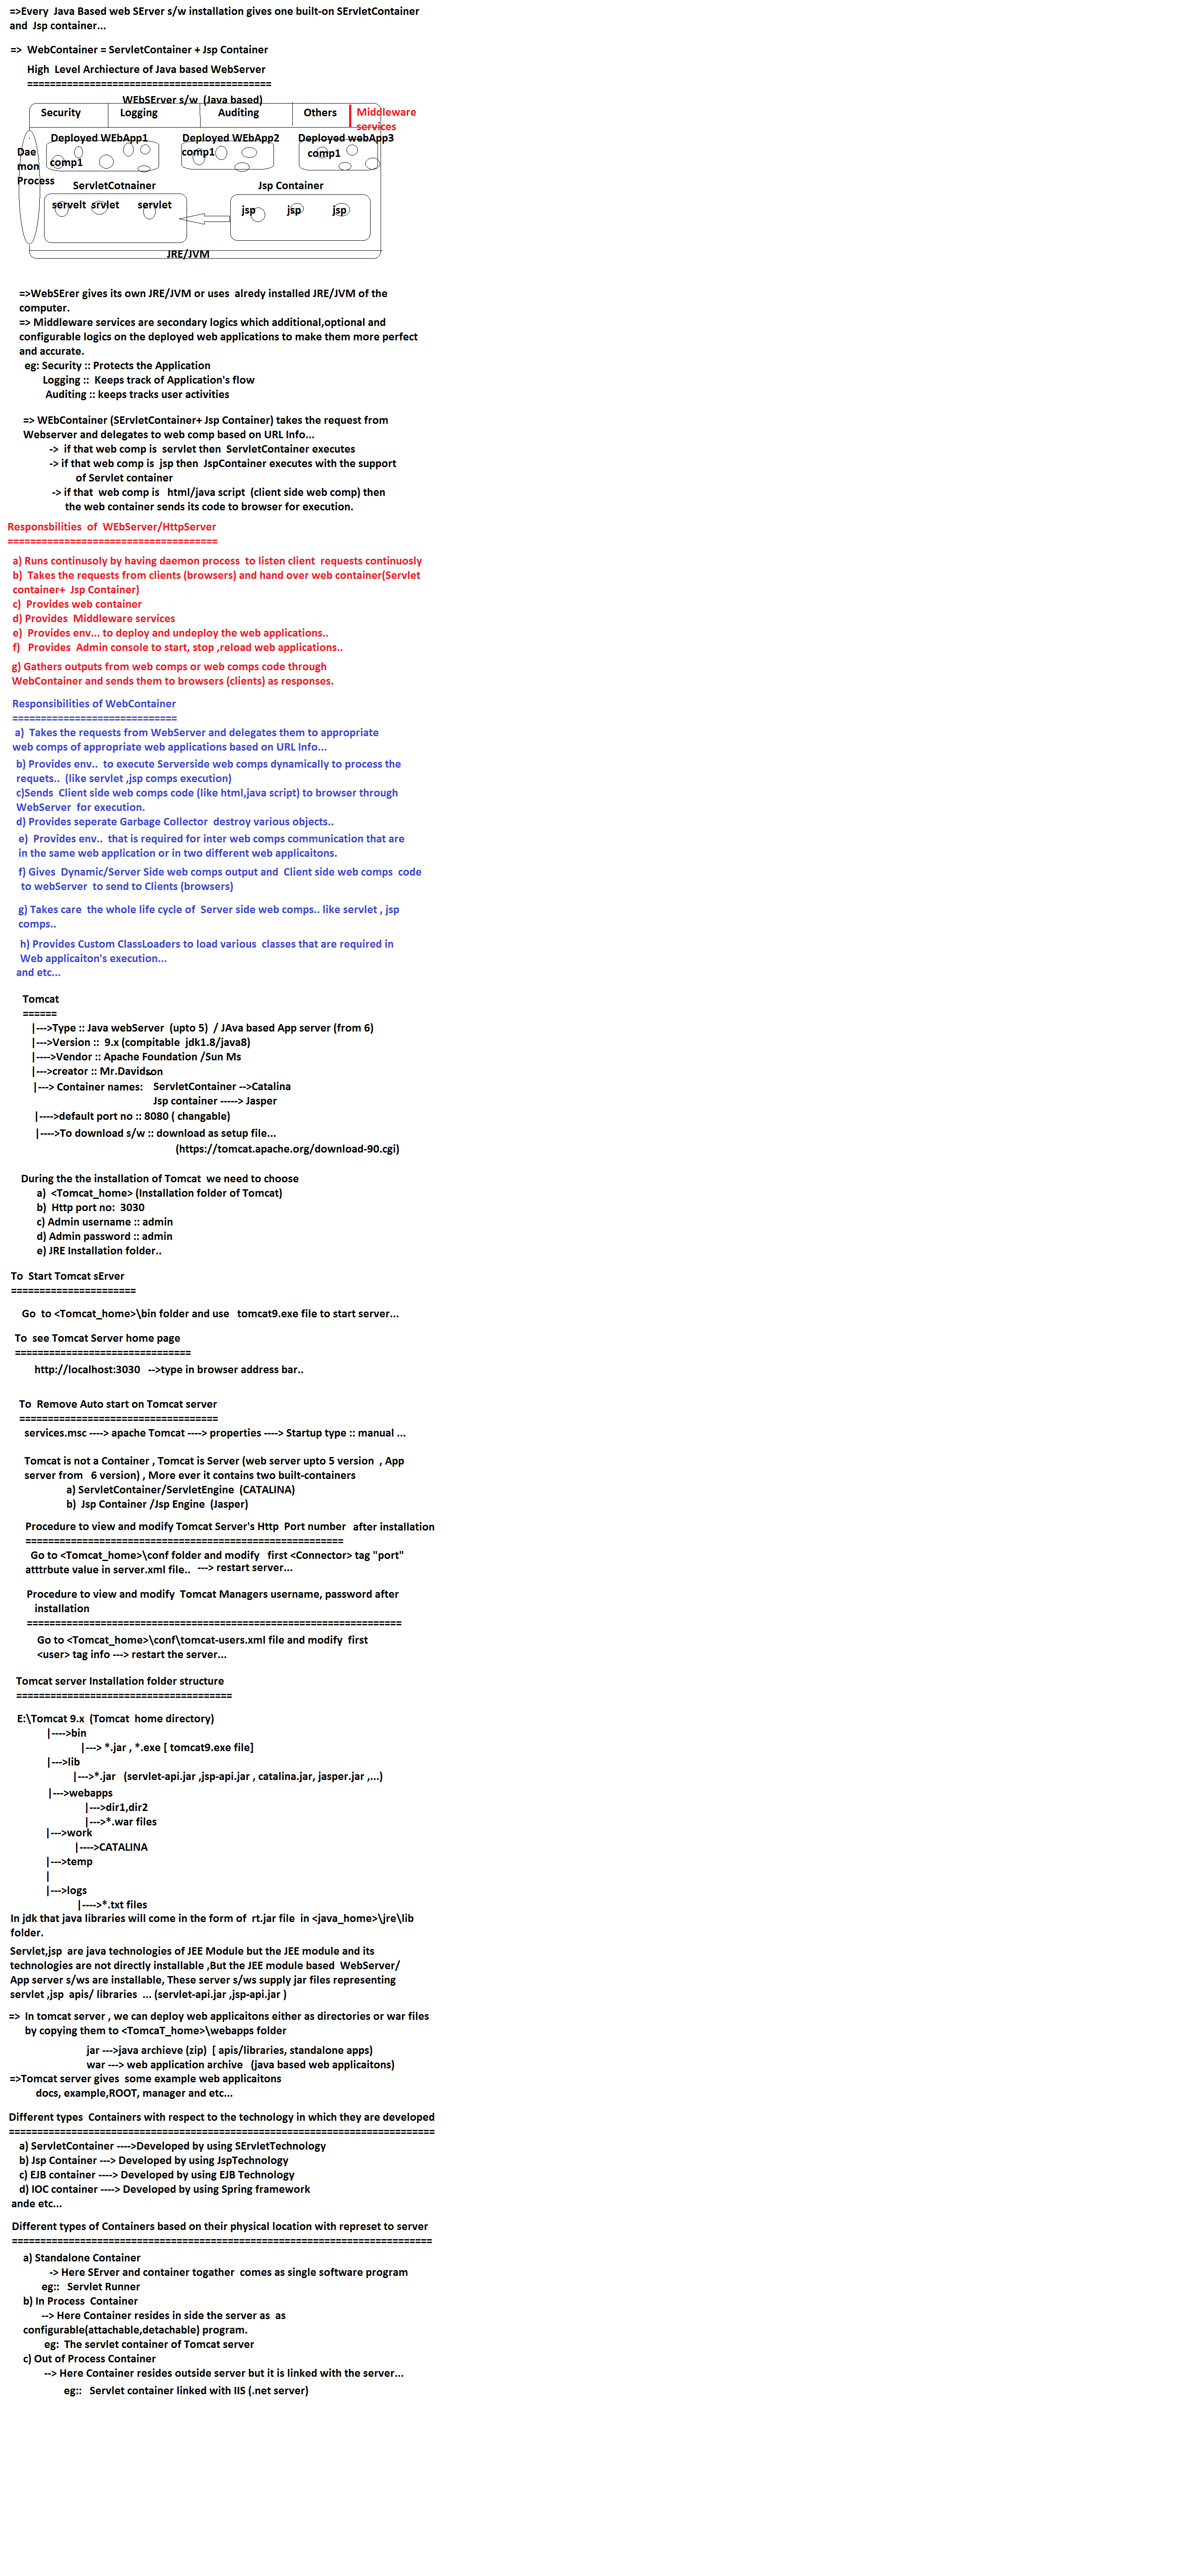 =>Every  Java Based web SErver s/w installation gives one built-on SErvletContainer
and  Jsp container...
=>  WebContainer = ServletContainer + Jsp Container
High  Level Archiecture of Java based WebServer
===========================================
WEbSErver s/w  (Java based)
Security Logging Auditing Others Middleware
services
Deployed WEbApp1 Deployed WEbApp2 Deployed webApp3
Dae comp1 comp1
mon comp1
Process ServletCotnainer Jsp Container
servelt srvlet servlet jsp jsp jsp
JRE/JVM
=>WebSErer gives its own JRE/JVM or uses  alredy installed JRE/JVM of the
computer.
=> Middleware services are secondary logics which additional,optional and
configurable logics on the deployed web applications to make them more perfect
and accurate.
eg: Security :: Protects the Application
Logging ::  Keeps track of Application's flow
Auditing :: keeps tracks user activities
=> WEbContainer (SErvletContainer+ Jsp Container) takes the request from
Webserver and delegates to web comp based on URL Info...
->  if that web comp is  servlet then  ServletContainer executes
-> if that web comp is  jsp then  JspContainer executes with the support
of Servlet container
-> if that  web comp is   html/java script  (client side web comp) then
the web container sends its code to browser for execution.
Responsbilities  of  WEbServer/HttpServer
=====================================
a) Runs continusoly by having daemon process  to listen client  requests continuosly
b)  Takes the requests from clients (browsers) and hand over web container(Servlet
container+  Jsp Container)
c)  Provides web container
d) Provides  Middleware services
e)  Provides env... to deploy and undeploy the web applications..
f)   Provides  Admin console to start, stop ,reload web applications..
g) Gathers outputs from web comps or web comps code through
WebContainer and sends them to browsers (clients) as responses.
Responsibilities of WebContainer
=============================
a)  Takes the requests from WebServer and delegates them to appropriate
web comps of appropriate web applications based on URL Info...
b) Provides env..  to execute Serverside web comps dynamically to process the
requets..  (like servlet ,jsp comps execution)
c)Sends  Client side web comps code (like html,java script) to browser through
WebServer  for execution.
d) Provides seperate Garbage Collector  destroy various objects..
e)  Provides env..  that is required for inter web comps communication that are
in the same web application or in two different web applicaitons.
f) Gives  Dynamic/Server Side web comps output and  Client side web comps  code
to webServer  to send to Clients (browsers)
g) Takes care  the whole life cycle of  Server side web comps.. like servlet , jsp
comps..
h) Provides Custom ClassLoaders to load various  classes that are required in
Web applicaiton's execution...
and etc...
Tomcat
======
|--->Type :: Java webServer  (upto 5)  / JAva based App server (from 6)
|--->Version ::  9.x (compitable  jdk1.8/java8)
|---->Vendor :: Apache Foundation /Sun Ms
|--->creator :: Mr.Davidson
|---> Container names:    ServletContainer -->Catalina
Jsp container -----> Jasper
|---->default port no :: 8080 ( changable)
|---->To download s/w :: download as setup file...
(https://tomcat.apache.org/download-90.cgi)
During the the installation of Tomcat  we need to choose
a)  <Tomcat_home> (Installation folder of Tomcat)
b)  Http port no:  3030
c) Admin username :: admin
d) Admin password :: admin
e) JRE Installation folder..
To  Start Tomcat sErver
======================
Go  to <Tomcat_home>\bin folder and use   tomcat9.exe file to start server...
To  see Tomcat Server home page
===============================
http://localhost:3030   -->type in browser address bar..
To  Remove Auto start on Tomcat server
===================================
services.msc ----> apache Tomcat ----> properties ----> Startup type :: manual ...
Tomcat is not a Container , Tomcat is Server (web server upto 5 version  , App
server from   6 version) , More ever it contains two built-containers
a) ServletContainer/ServletEngine  (CATALINA)
b)  Jsp Container /Jsp Engine  (Jasper)
Procedure to view and modify Tomcat Server's Http  Port number   after installation
========================================================
Go to <Tomcat_home>\conf folder and modify   first <Connector> tag "port"
atttrbute value in server.xml file..   ---> restart server...
Procedure to view and modify  Tomcat Managers username, password after
installation
==================================================================
Go to <Tomcat_home>\conf\tomcat-users.xml file and modify  first
<user> tag info ---> restart the server...
Tomcat server Installation folder structure
======================================
E:\Tomcat 9.x  (Tomcat  home directory)
|---->bin
|---> *.jar , *.exe [ tomcat9.exe file]
|--->lib
|--->*.jar   (servlet-api.jar ,jsp-api.jar , catalina.jar, jasper.jar ,...)
|--->webapps
|--->dir1,dir2
|--->*.war files
|--->work
|---->CATALINA
|--->temp
|
|--->logs
|---->*.txt files
In jdk that java libraries will come in the form of  rt.jar file  in <java_home>\jre\lib
folder.
Servlet,jsp  are java technologies of JEE Module but the JEE module and its
technologies are not directly installable ,But the JEE module based  WebServer/
App server s/ws are installable, These server s/ws supply jar files representing
servlet ,jsp  apis/ libraries  ... (servlet-api.jar ,jsp-api.jar )
=>  In tomcat server , we can deploy web applicaitons either as directories or war files
by copying them to <TomcaT_home>\webapps folder
jar --->java archieve (zip)  [ apis/libraries, standalone apps)
war ---> web application archive   (java based web applicaitons)
=>Tomcat server gives  some example web applicaitons
docs, example,ROOT, manager and etc...
Different types  Containers with respect to the technology in which they are developed
===========================================================================
a) ServletContainer ---->Developed by using SErvletTechnology
b) Jsp Container ---> Developed by using JspTechnology
c) EJB container ----> Developed by using EJB Technology
d) IOC container ----> Developed by using Spring framework
ande etc...
Different types of Containers based on their physical location with represet to server
==========================================================================
a) Standalone Container
-> Here SErver and container togather  comes as single software program
eg::   Servlet Runner
b) In Process  Container
--> Here Container resides in side the server as  as
configurable(attachable,detachable) program.
eg:  The servlet container of Tomcat server
c) Out of Process Container
--> Here Container resides outside server but it is linked with the server...
eg::   Servlet container linked with IIS (.net server)